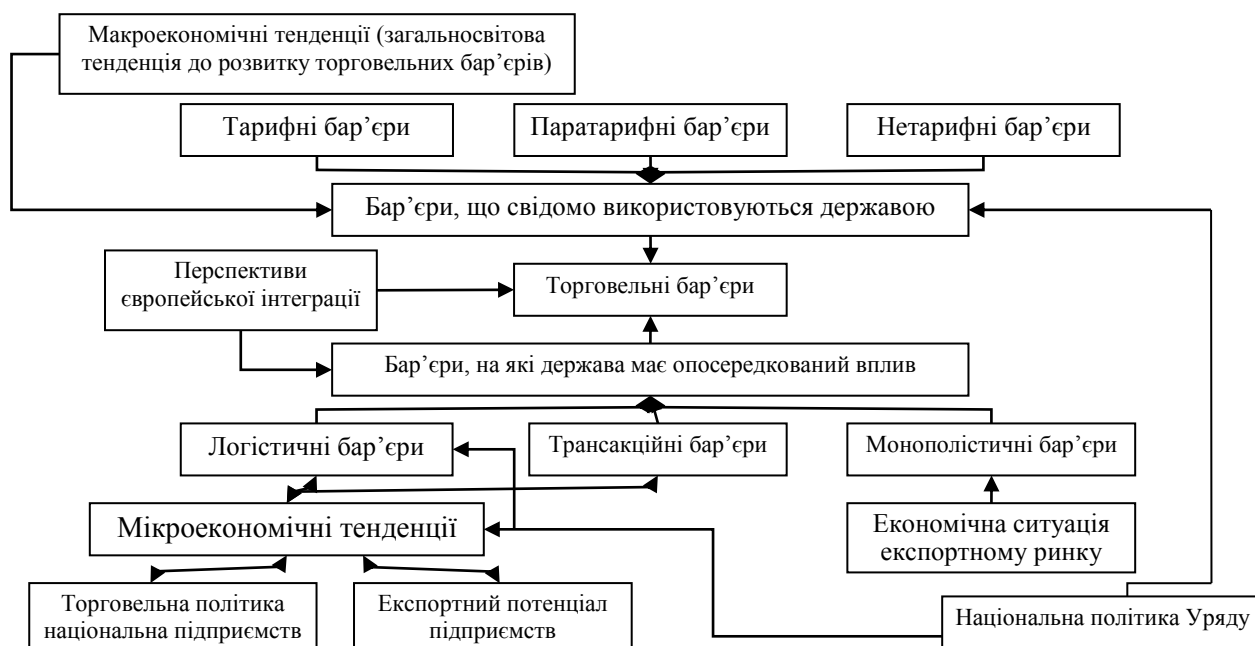 Макроекономічні тенденції (загальносвітова
тенденція до розвитку торговельних бар’єрів)
Тарифні бар’єри
Паратарифні бар’єри
Нетарифні бар’єри
Бар’єри, що свідомо використовуються державою
Перспективи
європейської інтеграції
Торговельні бар’єри
Бар’єри, на які держава має опосередкований вплив
Логістичні бар’єри
Трансакційні бар’єри
Монополістичні бар’єри
Мікроекономічні тенденції
Економічна ситуація
експортному ринку
Торговельна політика
національна підприємств
Експортний потенціал
підприємств
Національна політика Уряду